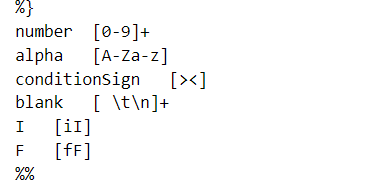 %}
number  [0-9]+
alpha   [A-Za-z]
conditionSign   [><]
blank   [ \t\n]+
I   [iI]
F   [fF]
%%